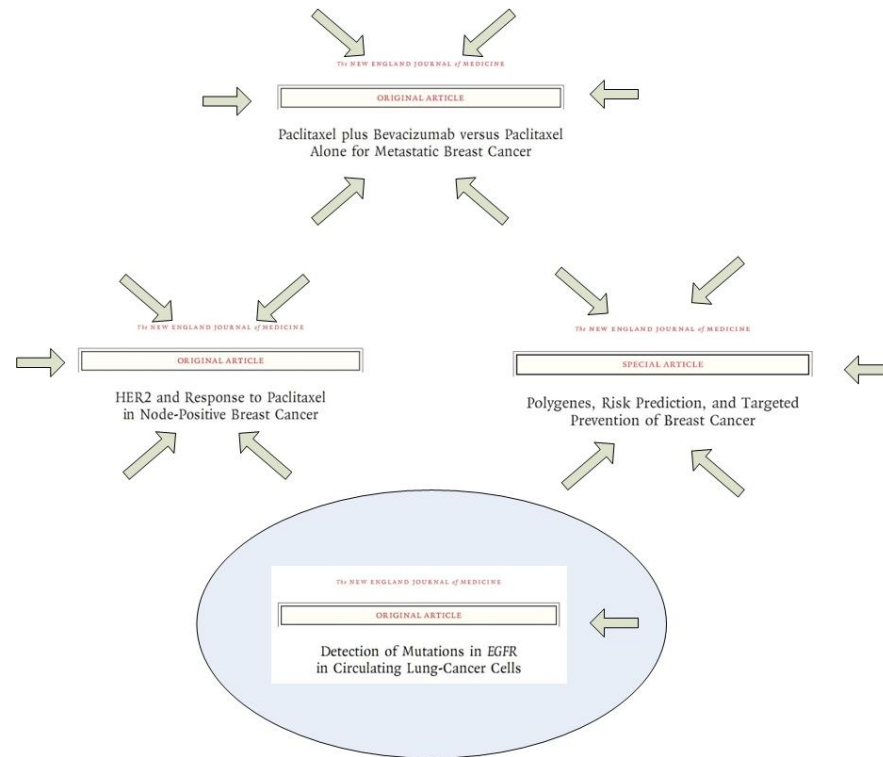 The NEW ENGLAND JOURNAL of MEDICINE
ORIGINAL ARTICLE
Paclitaxel plus Bevacizumab versus Paclitaxel
Alone for Metastatic Breast Cancer
The NEW ENGLAND JOURNAL of MEDICINE
ORIGINAL ARTICLE
HER2 and Response to Paclitaxel
in Node-Positive Breast Cancer
The NEW ENGLAND JOURNAL of MEDICINE
SPECIAL ARTICLE
Polygenes, Risk Prediction, and Targeted
Prevention of Breast Cancer
The NEW ENGLAND JOURNAL of MEDICINE
ORIGINAL ARTICLE
Detection of Mutations in EGFR
in Circulating Lung-Cancer Cells